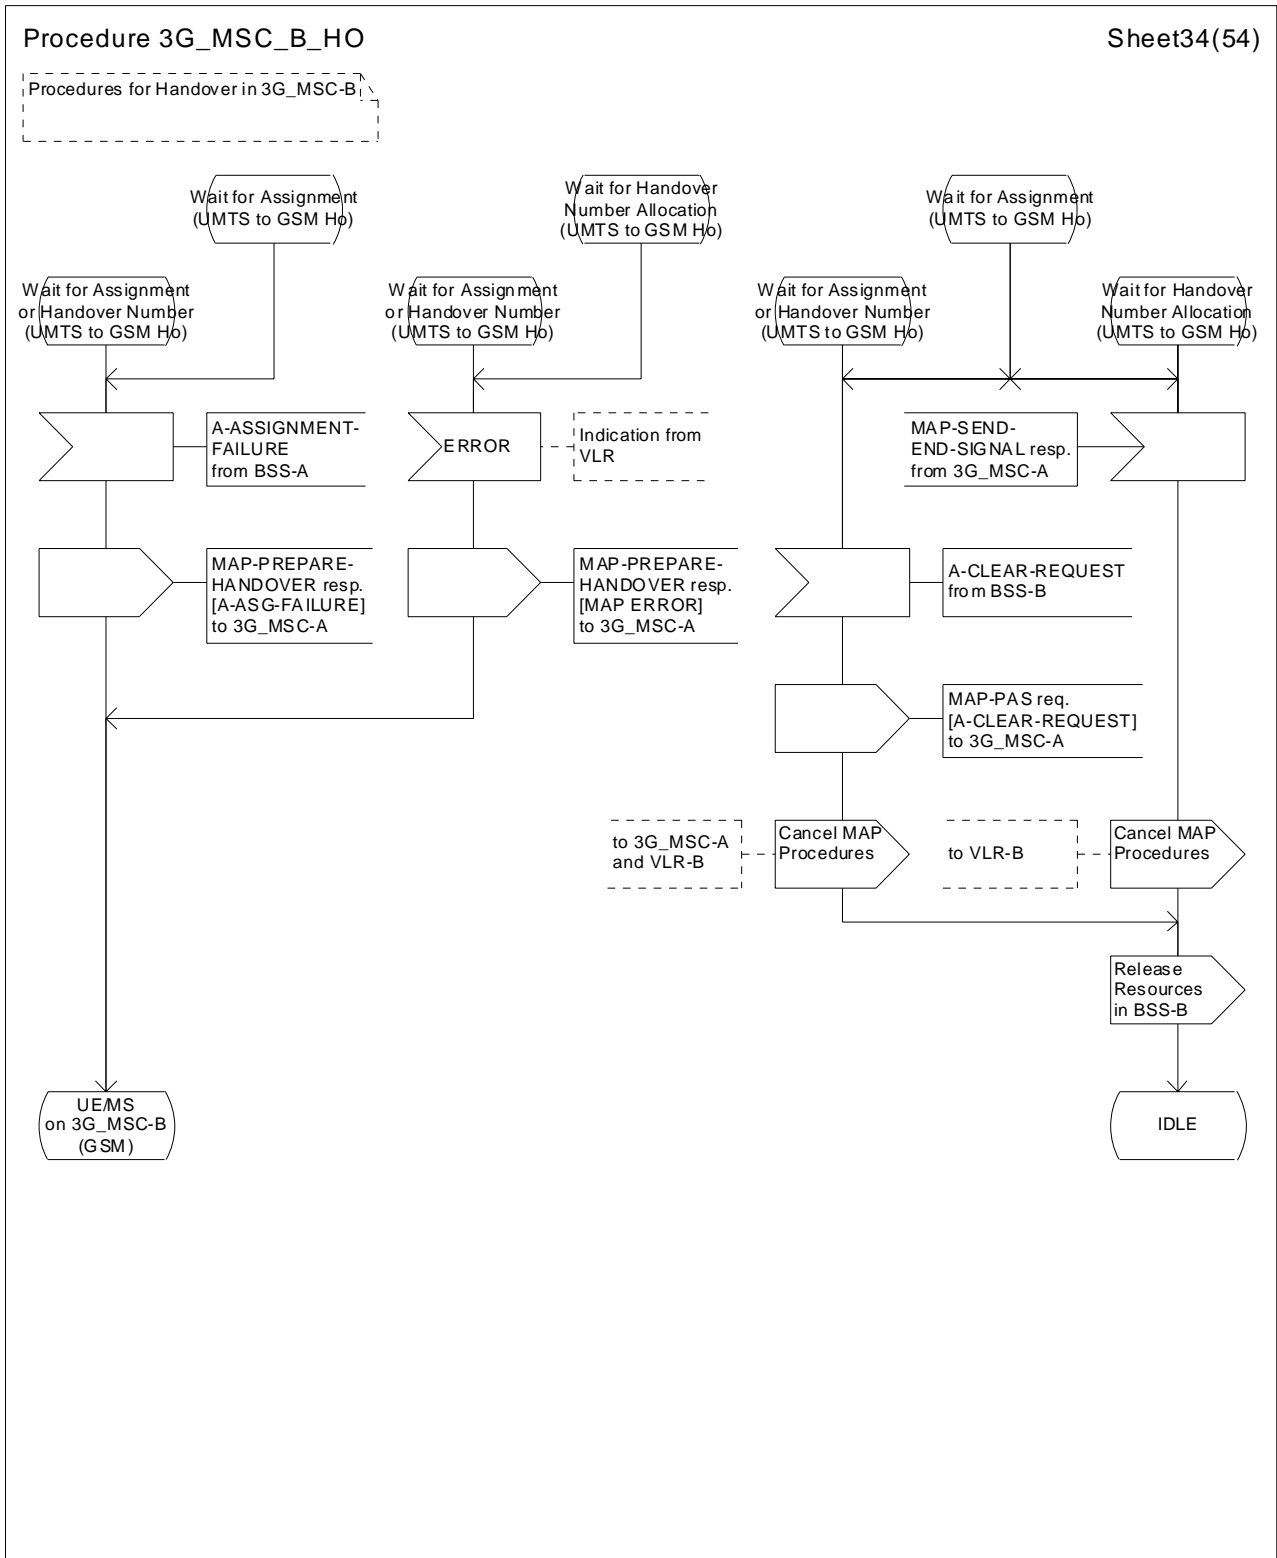 Procedure 3G_MSC_B_HO
Sheet34(54)
Procedures for Handover in 3G_MSC-B
Wait for Assignment
(UMTS to GSM Ho)
Wait for Handover
Number Allocation
(UMTS to GSM Ho)
Wait for Assignment
(UMTS to GSM Ho)
Wait for Assignment
or Handover Number
(UMTS to GSM Ho)
Wait for Assignment
or Handover Number
(UMTS to GSM Ho)
Wait for Assignment
or Handover Number
(UMTS to GSM Ho)
Wait for Handover
Number Allocation
(UMTS to GSM Ho)
A-ASSIGNMENT-
FAILURE
from BSS-A
ERROR
Indication from
VLR
MAP-SEND-
END-SIGNAL resp.
from 3G_MSC-A
MAP-PREPARE-
HANDOVER resp.
[A-ASG-FAILURE]
to 3G_MSC-A
MAP-PREPARE-
HANDOVER resp.
[MAP ERROR]
to 3G_MSC-A
A-CLEAR-REQUEST
from BSS-B
MAP-PAS req.
[A-CLEAR-REQUEST]
to 3G_MSC-A
to 3G_MSC-A
and VLR-B
Cancel MAP
Procedures
to VLR-B
Cancel MAP
Procedures
Release
Resources
in BSS-B
UE/MS
on 3G_MSC-B
(GSM)
IDLE